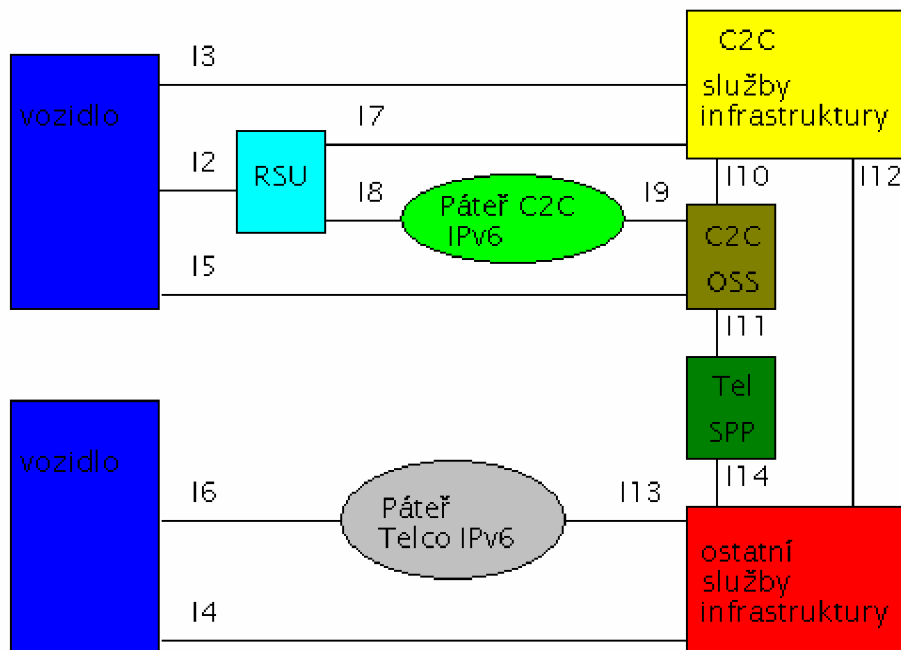 C2C
služby
infrastruktury
I3
vozidlo
I7
I2
RSU
I8
Páteř C2C
IPv6
I9
I10
I12
C2C
OSS
I5
I11
Tel
SPP
I14
vozidlo
I6
Páteř
Telco IPv6
I13
ostatní
služby
infrastruktury
I4